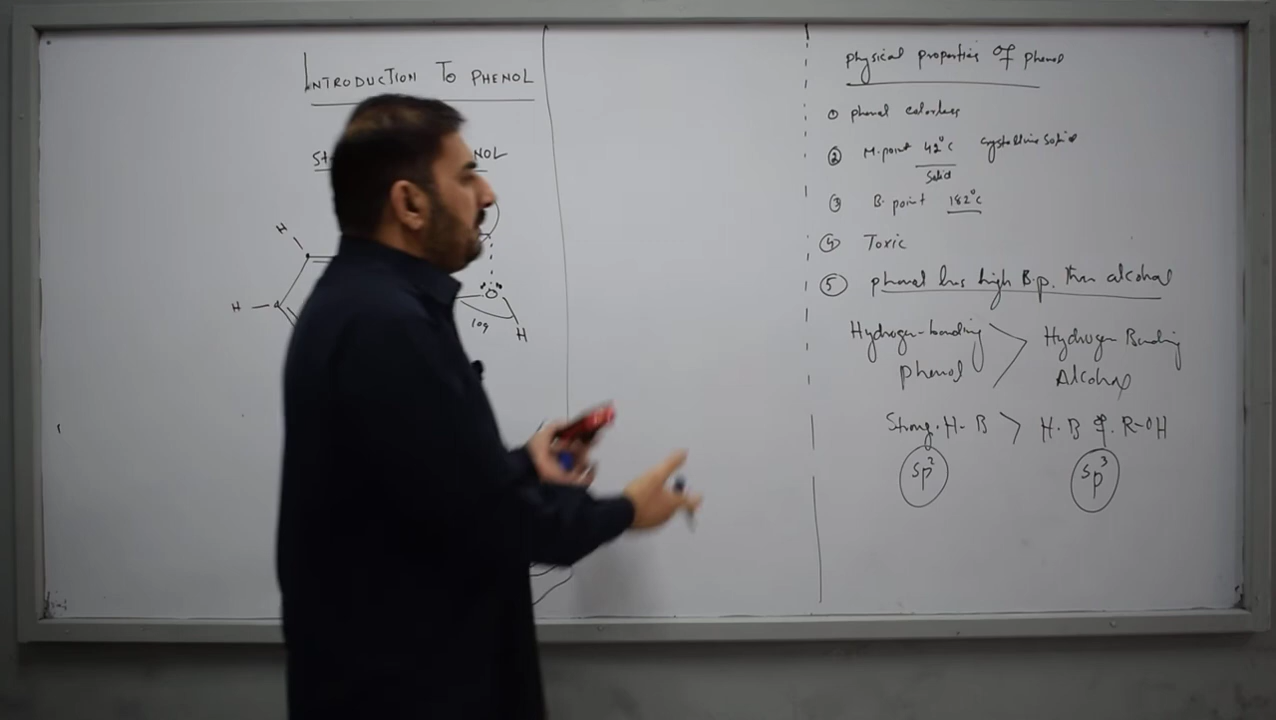 INTRODUCTION TO PHENOL
St NOL
H
H
O
109
H
physical properties of phenol
① phenol colorless
② M.point 42°C crystalline solid
Solid
③ B. point 182°C
④ Toxic
⑤ phenol has high B.p. than alcohol
Hydrogen-bonding > Hydrogen Bonding
phenol Alcohol
Strong. H-B > H.B of. R-OH
sp² sp³